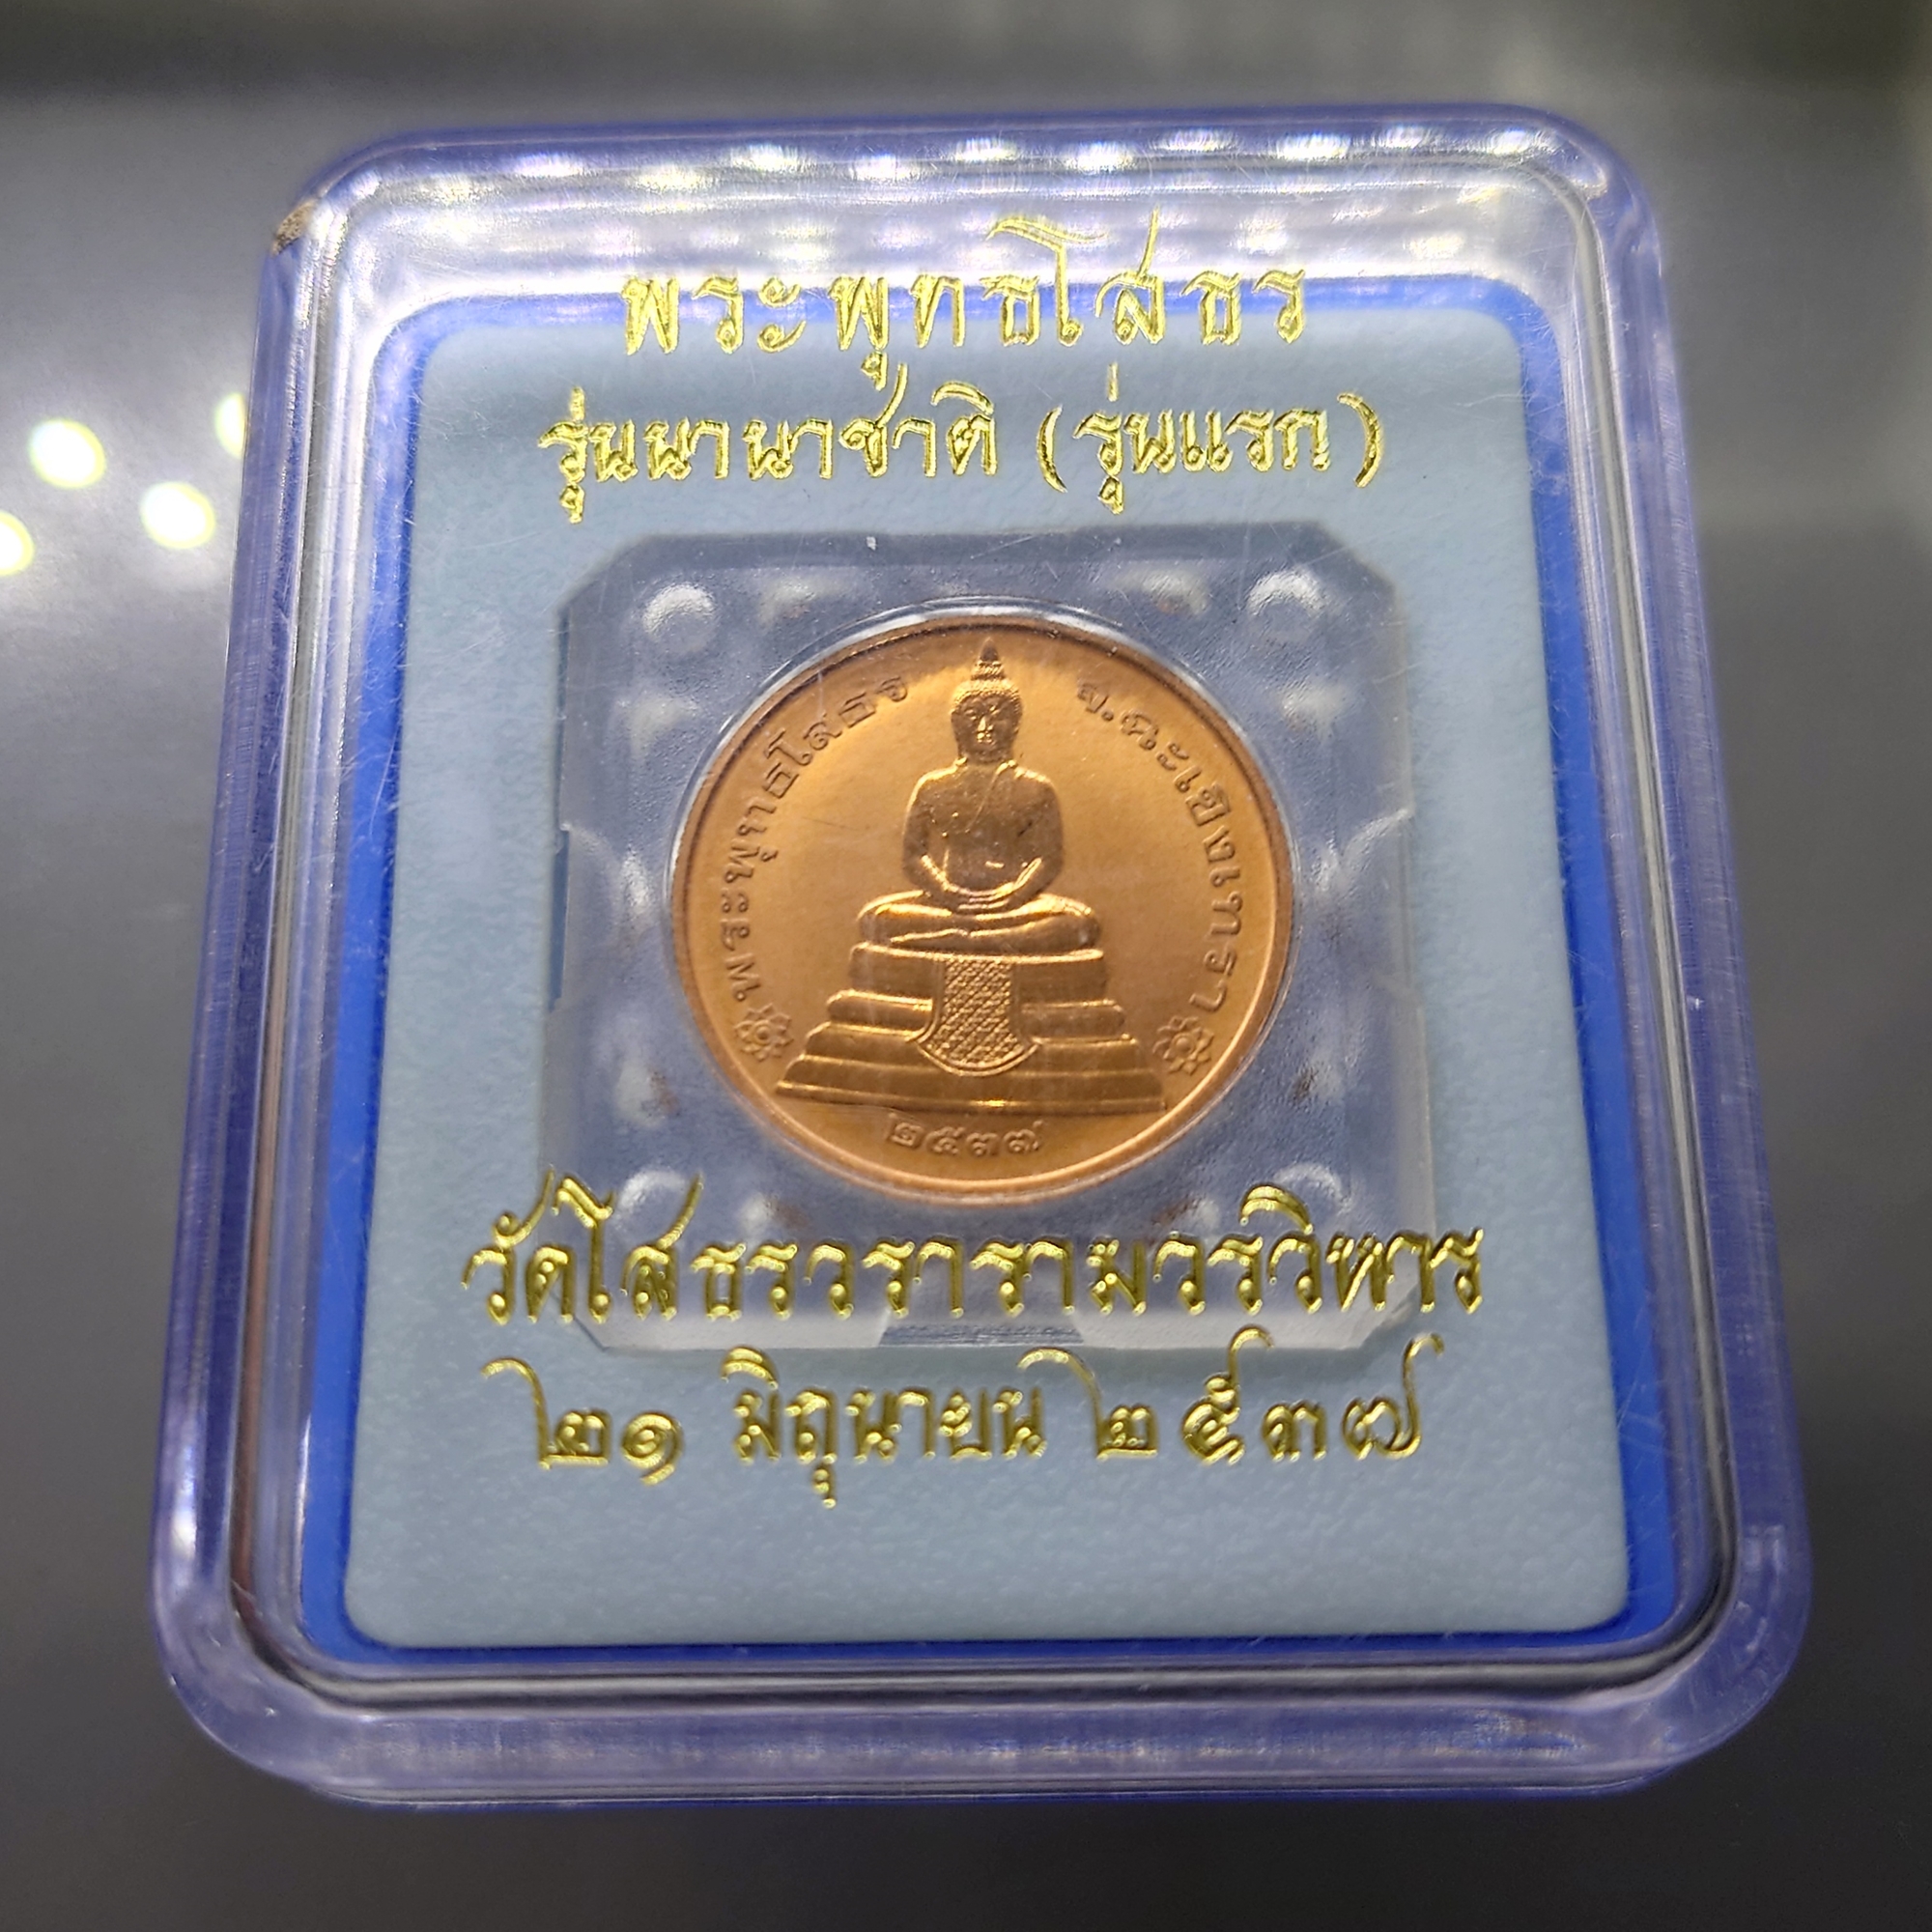 พระพุทธโสธร
รุ่นนานาชาติ (รุ่นแรก)
พระพุทธโสธร จ.ฉะเชิงเทรา
๒๕๓๗
วัดโสธรวรารามวรวิหาร
๒๑ มิถุนายน ๒๕๓๗